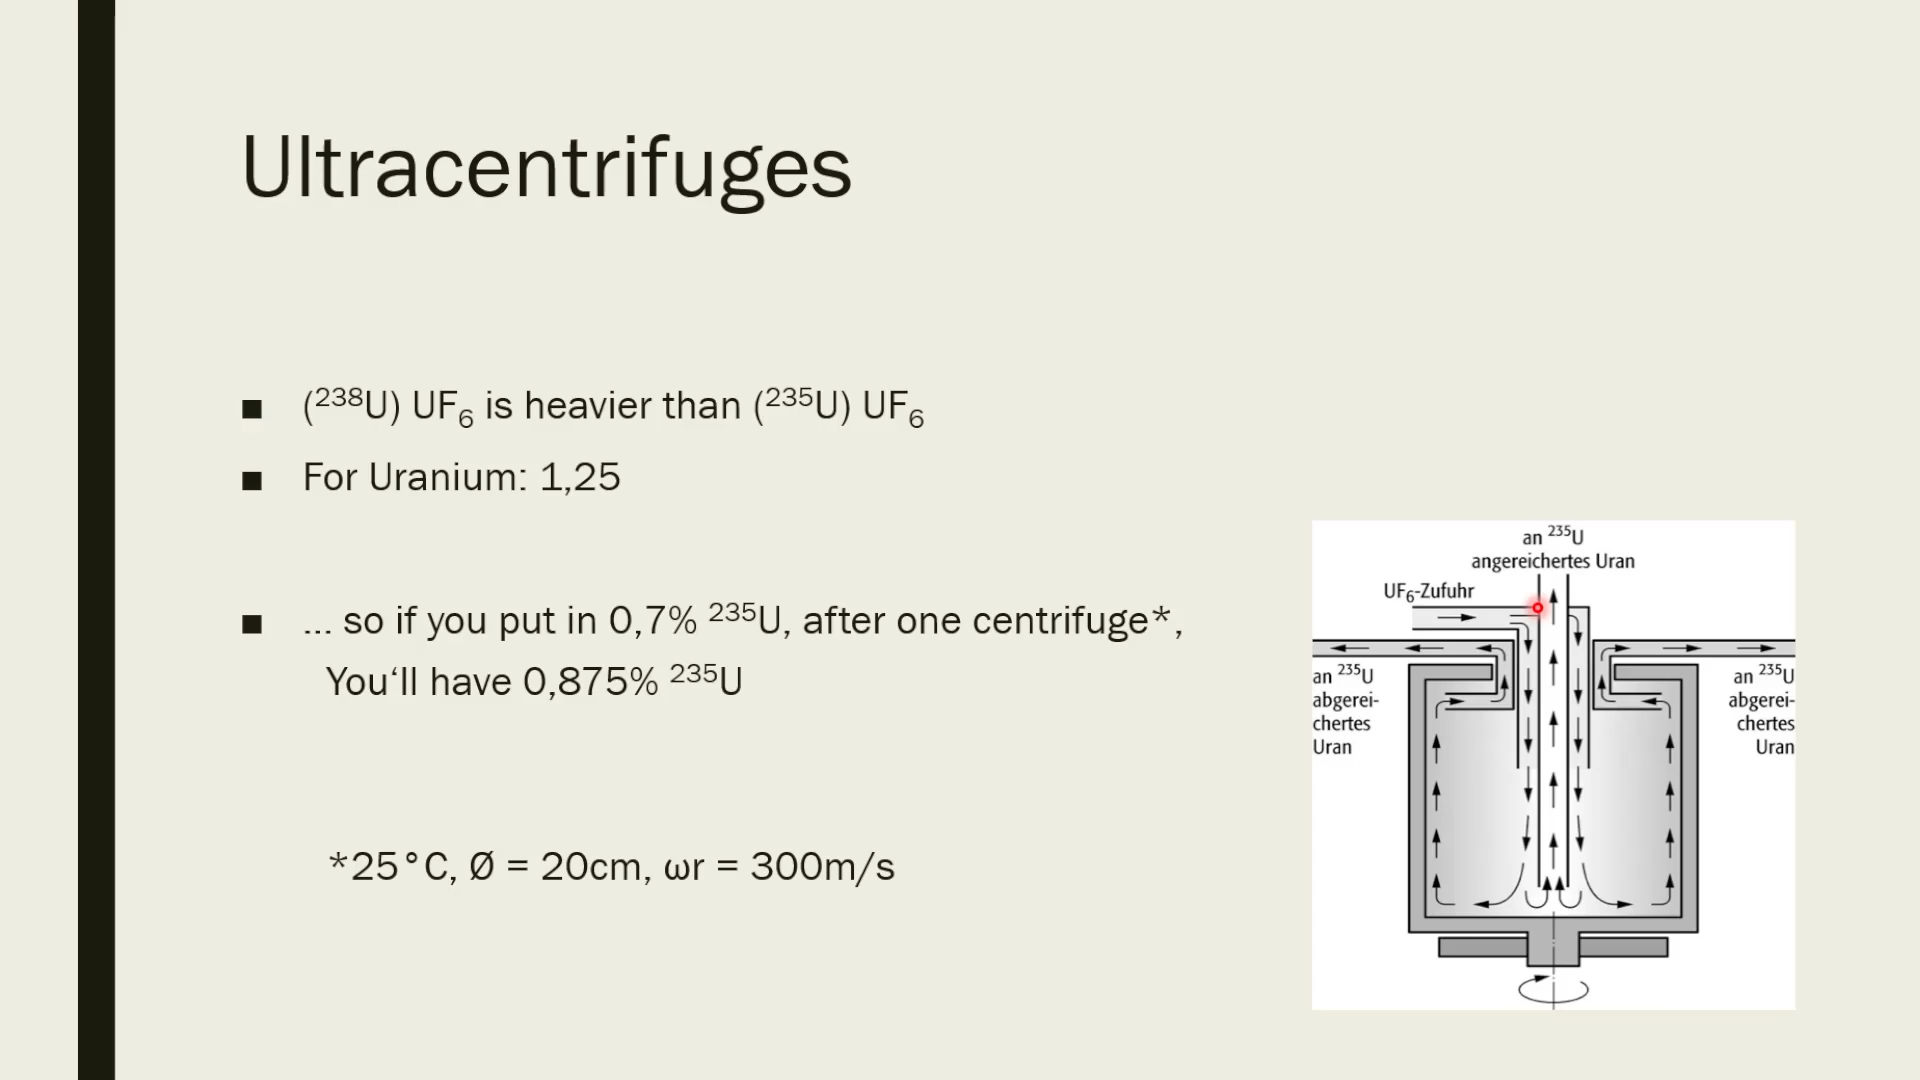 Ultracentrifuges
■ (²³⁸U) UF₆ is heavier than (²³⁵U) UF₆
■ For Uranium: 1,25
■ ... so if you put in 0,7% ²³⁵U, after one centrifuge*,
You‘ll have 0,875% ²³⁵U
*25°C, Ø = 20cm, ωr = 300m/s
an ²³⁵U
angereichertes Uran
UF₆-Zufuhr
an ²³⁵U
abgerei-
chertes
Uran
an ²³⁵U
abgerei-
chertes
Uran